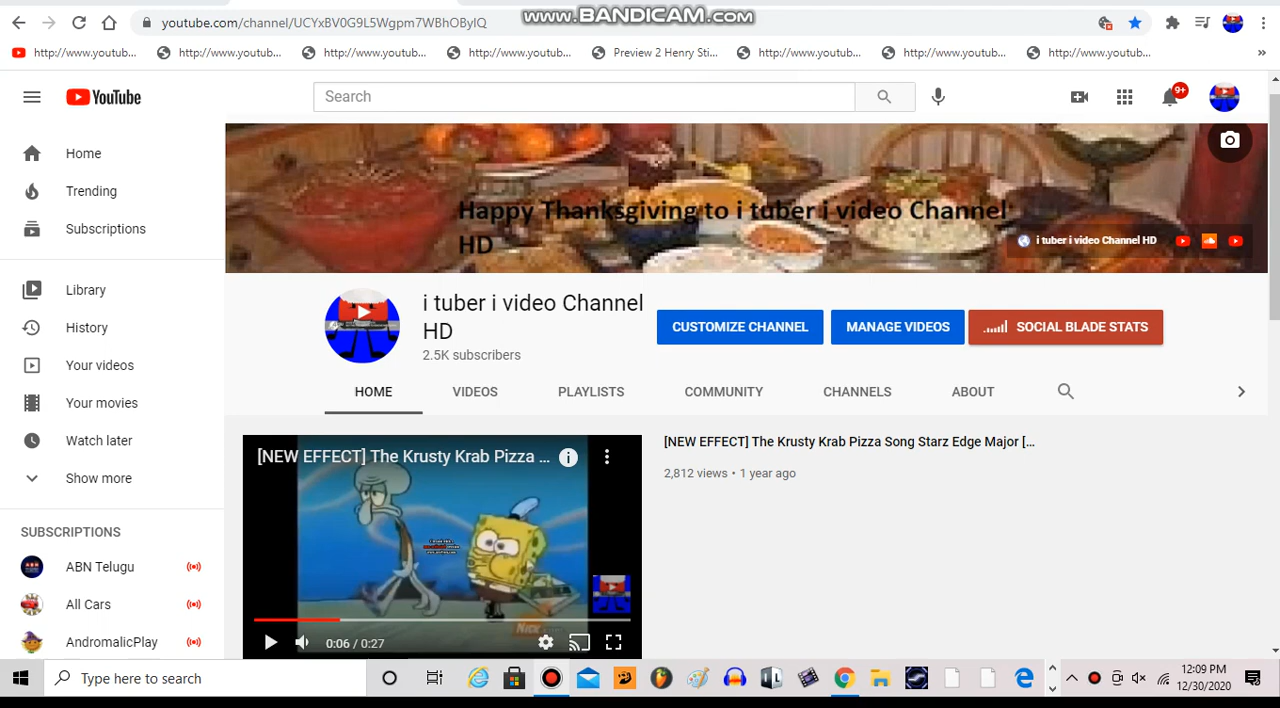 youtube.com/channel/UCYxBV0G9L5Wgpm7WBhOBylQ
www.BANDICAM.com
http://www.youtub... http://www.youtub... http://www.youtub... http://www.youtub... Preview 2 Henry Sti... http://www.youtub... http://www.youtub... http://www.youtub... »
YouTube
Search
9+
Home
Trending
Subscriptions
Library
History
Your videos
Your movies
Watch later
Show more
SUBSCRIPTIONS
ABN Telugu
All Cars
AndromalicPlay
Happy Thanksgiving to i tuber i video Channel
HD
i tuber i video Channel HD
i tuber i video Channel
HD
2.5K subscribers
CUSTOMIZE CHANNEL
MANAGE VIDEOS
SOCIAL BLADE STATS
HOME VIDEOS PLAYLISTS COMMUNITY CHANNELS ABOUT
[NEW EFFECT] The Krusty Krab Pizza ...
Nick
0:06 / 0:27
[NEW EFFECT] The Krusty Krab Pizza Song Starz Edge Major [...
2,812 views • 1 year ago
Type here to search
12:09 PM
12/30/2020